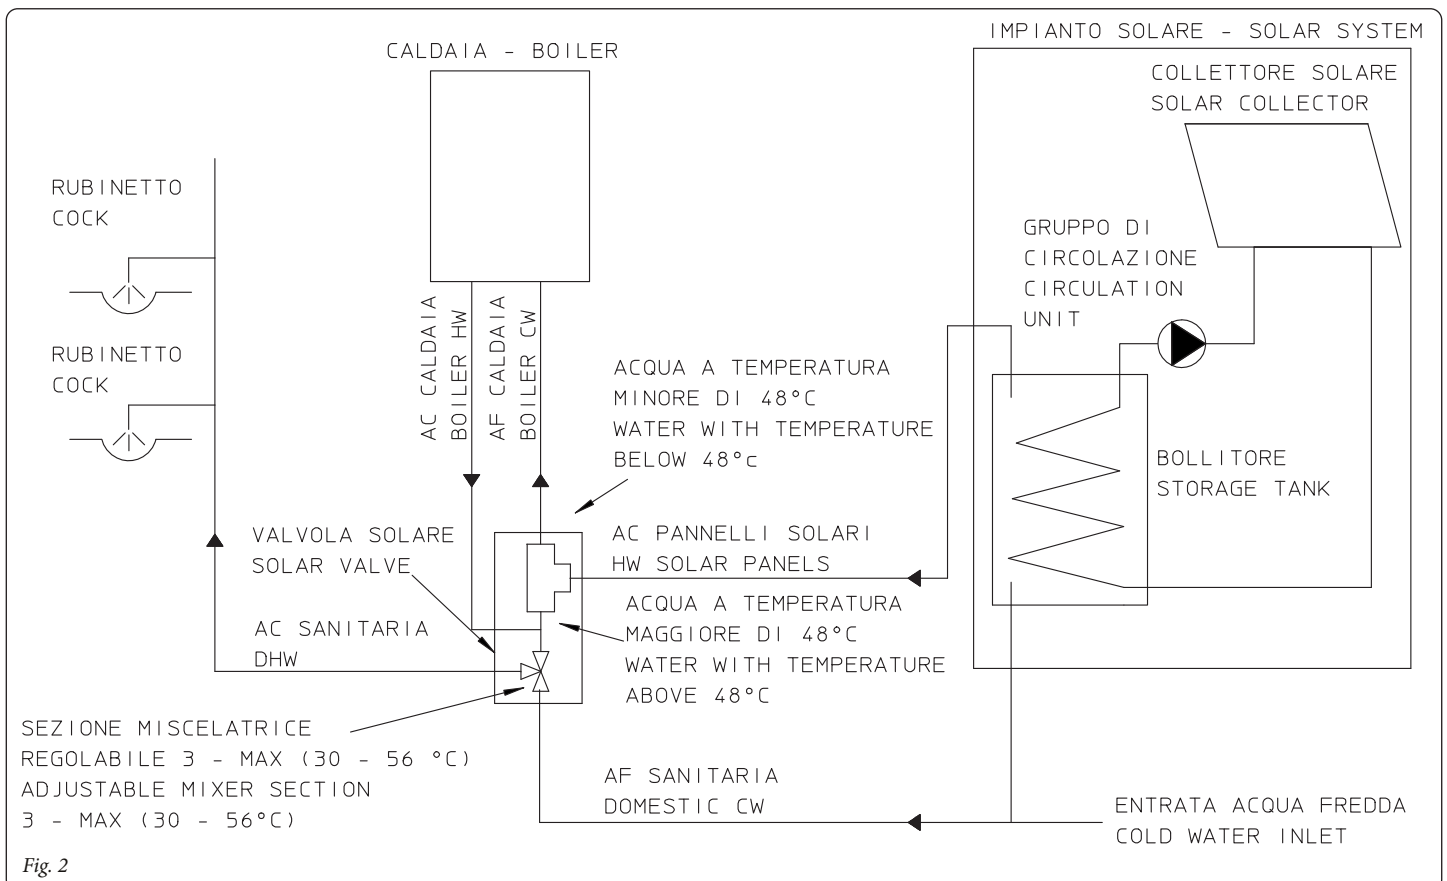 IMPIANTO SOLARE - SOLAR SYSTEM
CALDAIA - BOILER
COLLETTORE SOLARE
SOLAR COLLECTOR
RUBINETTO
COCK
GRUPPO DI
CIRCOLAZIONE
CIRCULATION
UNIT
AC CALDAIA
BOILER HW
AF CALDAIA
BOILER CW
RUBINETTO
COCK
ACQUA A TEMPERATURA
MINORE DI 48°C
WATER WITH TEMPERATURE
BELOW 48°c
BOLLITORE
STORAGE TANK
VALVOLA SOLARE
SOLAR VALVE
AC PANNELLI SOLARI
HW SOLAR PANELS
ACQUA A TEMPERATURA
MAGGIORE DI 48°C
WATER WITH TEMPERATURE
ABOVE 48°C
AC SANITARIA
DHW
SEZIONE MISCELATRICE
REGOLABILE 3 - MAX (30 - 56 °C)
ADJUSTABLE MIXER SECTION
3 - MAX (30 - 56°C)
AF SANITARIA
DOMESTIC CW
ENTRATA ACQUA FREDDA
COLD WATER INLET
Fig. 2